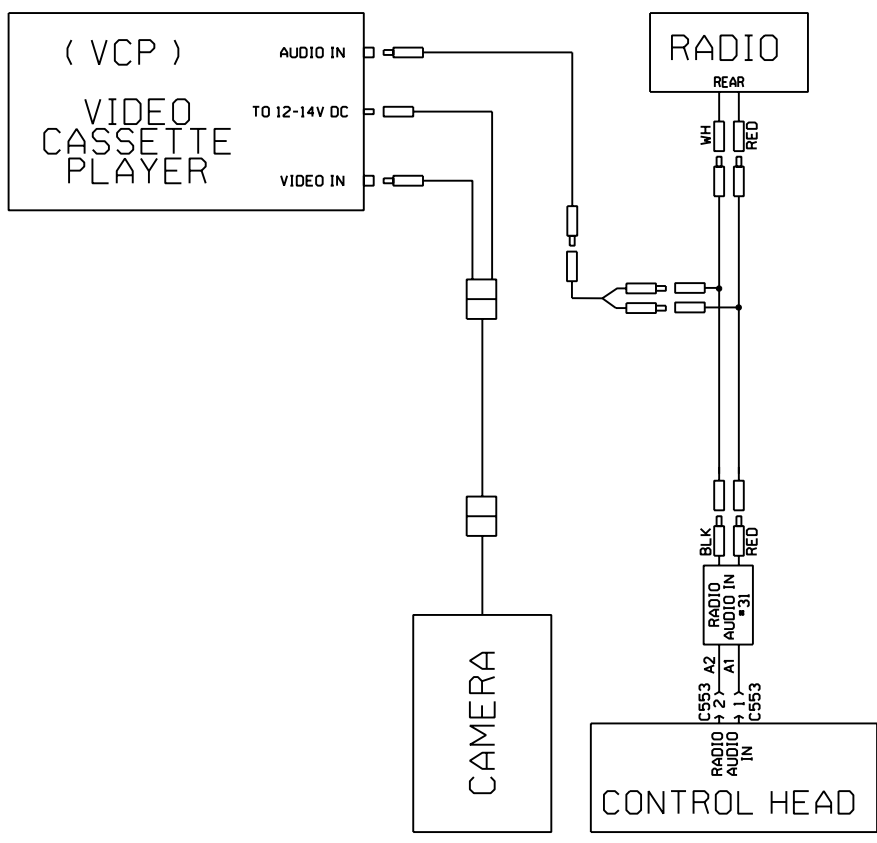 ( VCP )
AUDIO IN
TO 12-14V DC
VIDEO
CASSETTE
PLAYER
VIDEO IN
RADIO
REAR
WH
RED
BLK
RED
RADIO
AUDIO IN
#31
A2
A1
C553
2
1
C553
RADIO
AUDIO
IN
CAMERA
CONTROL HEAD